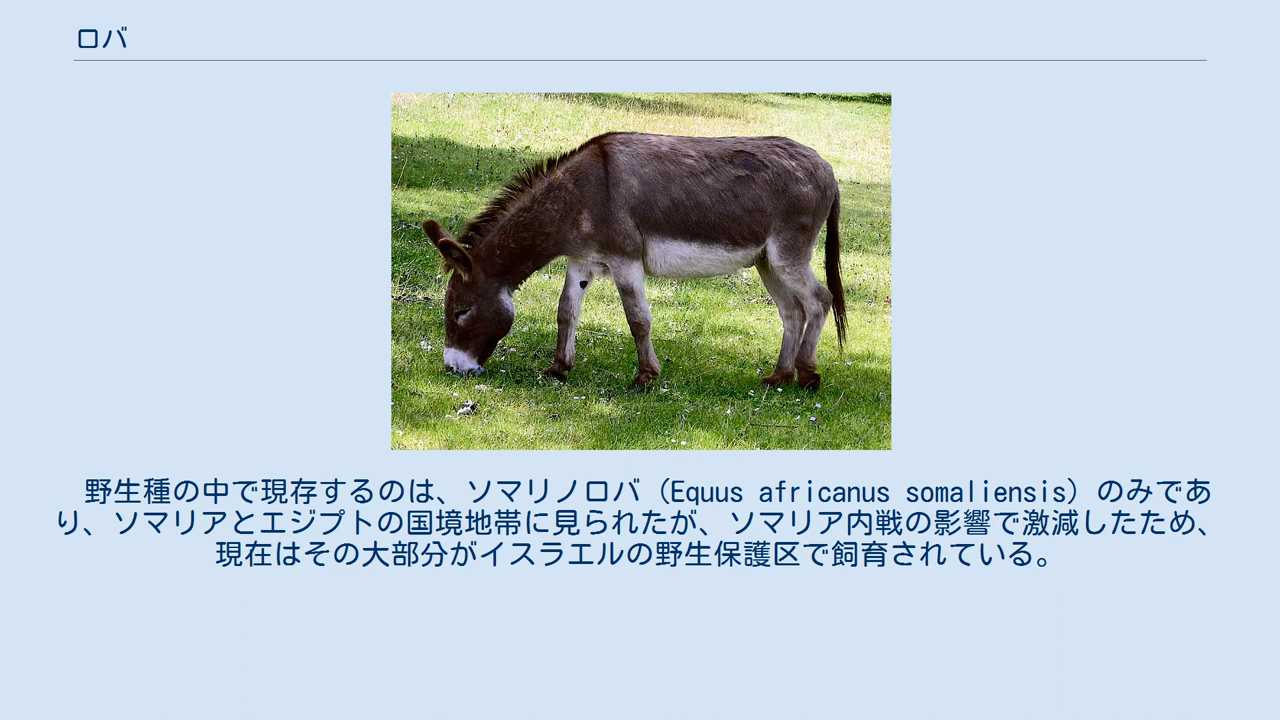 ロバ
野生種の中で現存するのは、ソマリノロバ（Equus africanus somaliensis）のみであ
り、ソマリアとエジプトの国境地帯に見られたが、ソマリア内戦の影響で激減したため、
現在はその大部分がイスラエルの野生保護区で飼育されている。